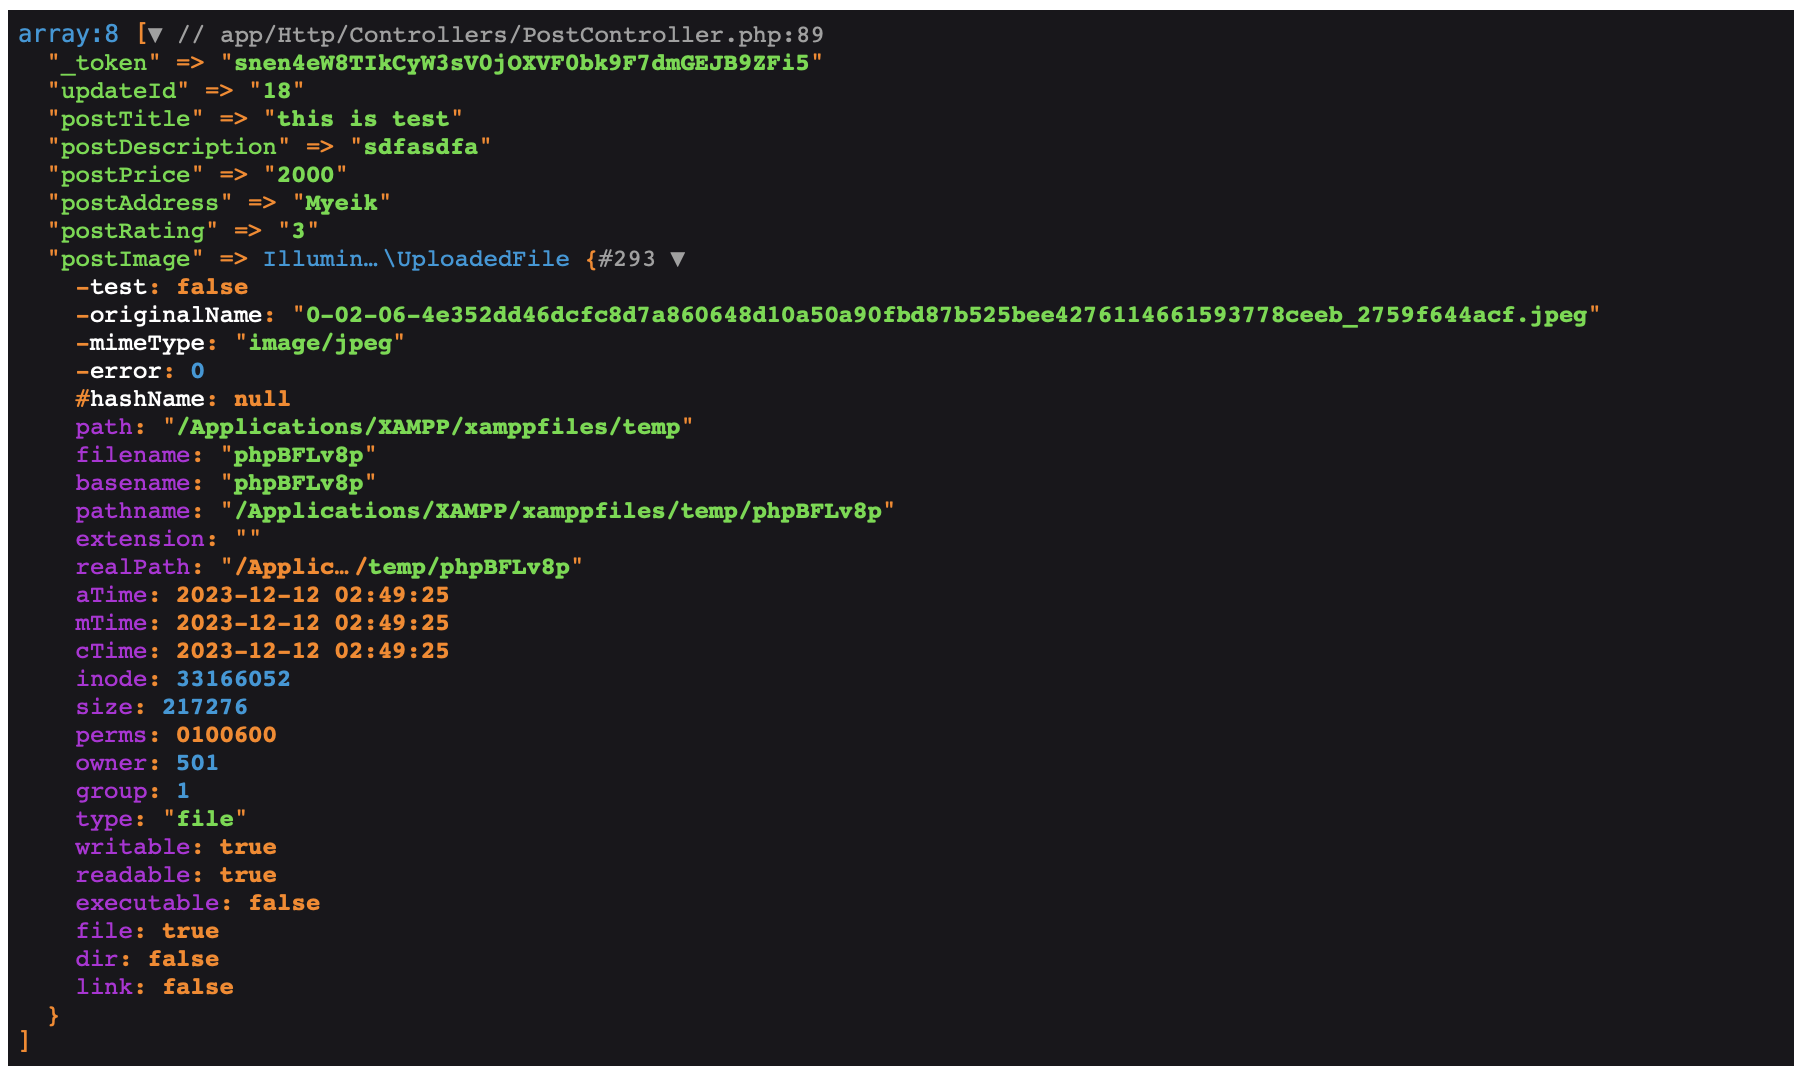 array:8 [▼ // app/Http/Controllers/PostController.php:89
"_token" => "snen4eW8TIkCyW3sV0jOXVF0bk9F7dmGEJB9ZFi5"
"updateId" => "18"
"postTitle" => "this is test"
"postDescription" => "sdfasdfa"
"postPrice" => "2000"
"postAddress" => "Myeik"
"postRating" => "3"
"postImage" => Illumin…\UploadedFile {#293 ▼
-test: false
-originalName: "0-02-06-4e352dd46dcfc8d7a860648d10a50a90fbd87b525bee4276114661593778ceeb_2759f644acf.jpeg"
-mimeType: "image/jpeg"
-error: 0
#hashName: null
path: "/Applications/XAMPP/xamppfiles/temp"
filename: "phpBFLv8p"
basename: "phpBFLv8p"
pathname: "/Applications/XAMPP/xamppfiles/temp/phpBFLv8p"
extension: ""
realPath: "/Applic…/temp/phpBFLv8p"
aTime: 2023-12-12 02:49:25
mTime: 2023-12-12 02:49:25
cTime: 2023-12-12 02:49:25
inode: 33166052
size: 217276
perms: 0100600
owner: 501
group: 1
type: "file"
writable: true
readable: true
executable: false
file: true
dir: false
link: false
}
]